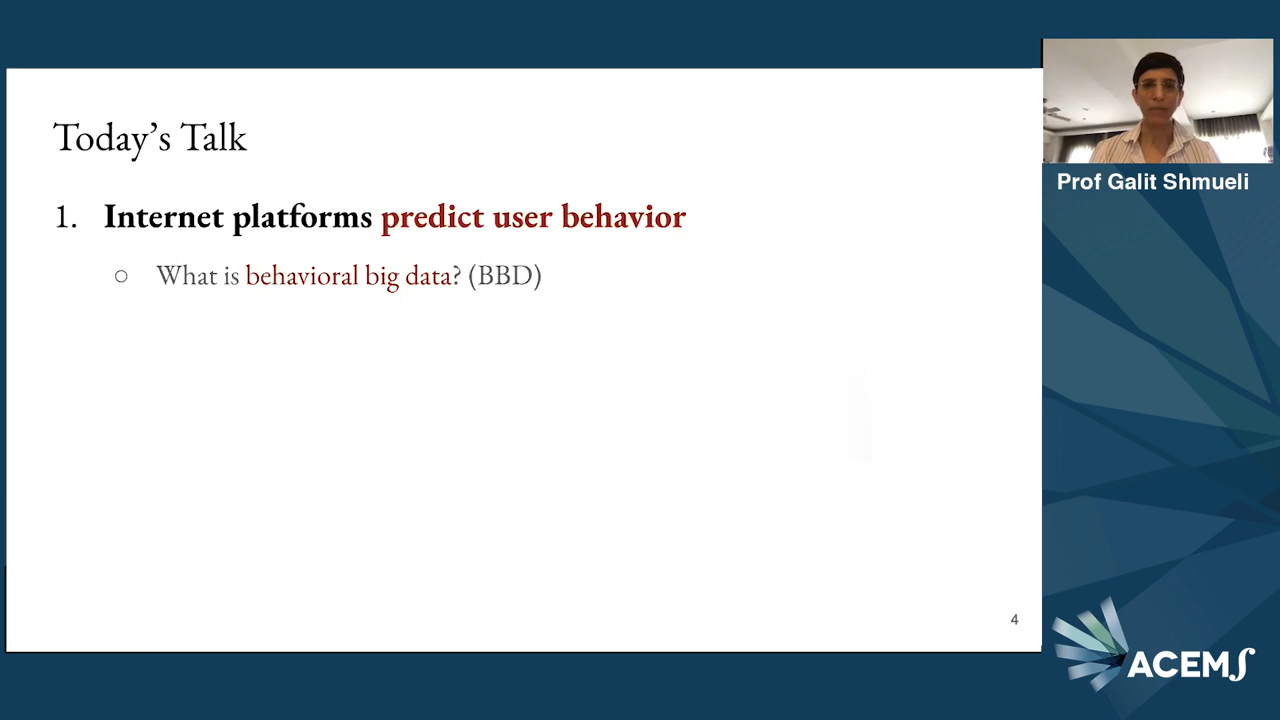 Today’s Talk
1. Internet platforms predict user behavior
○ What is behavioral big data? (BBD)
4
Prof Galit Shmueli
ACEMS